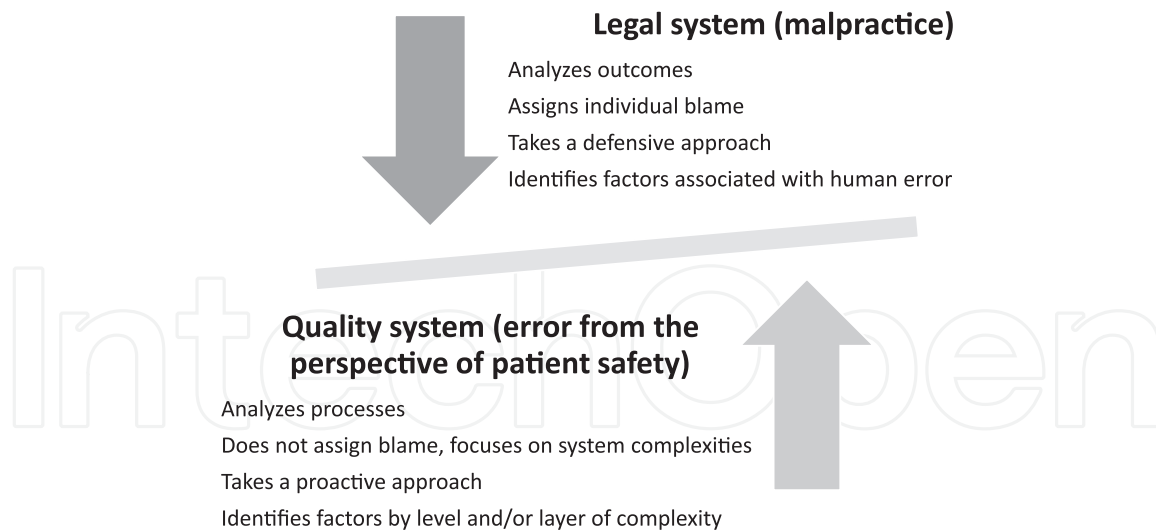 Legal system (malpractice)
Analyzes outcomes
Assigns individual blame
Takes a defensive approach
Identifies factors associated with human error
IntechOpen
Quality system (error from the
perspective of patient safety)
Analyzes processes
Does not assign blame, focuses on system complexities
Takes a proactive approach
Identifies factors by level and/or layer of complexity